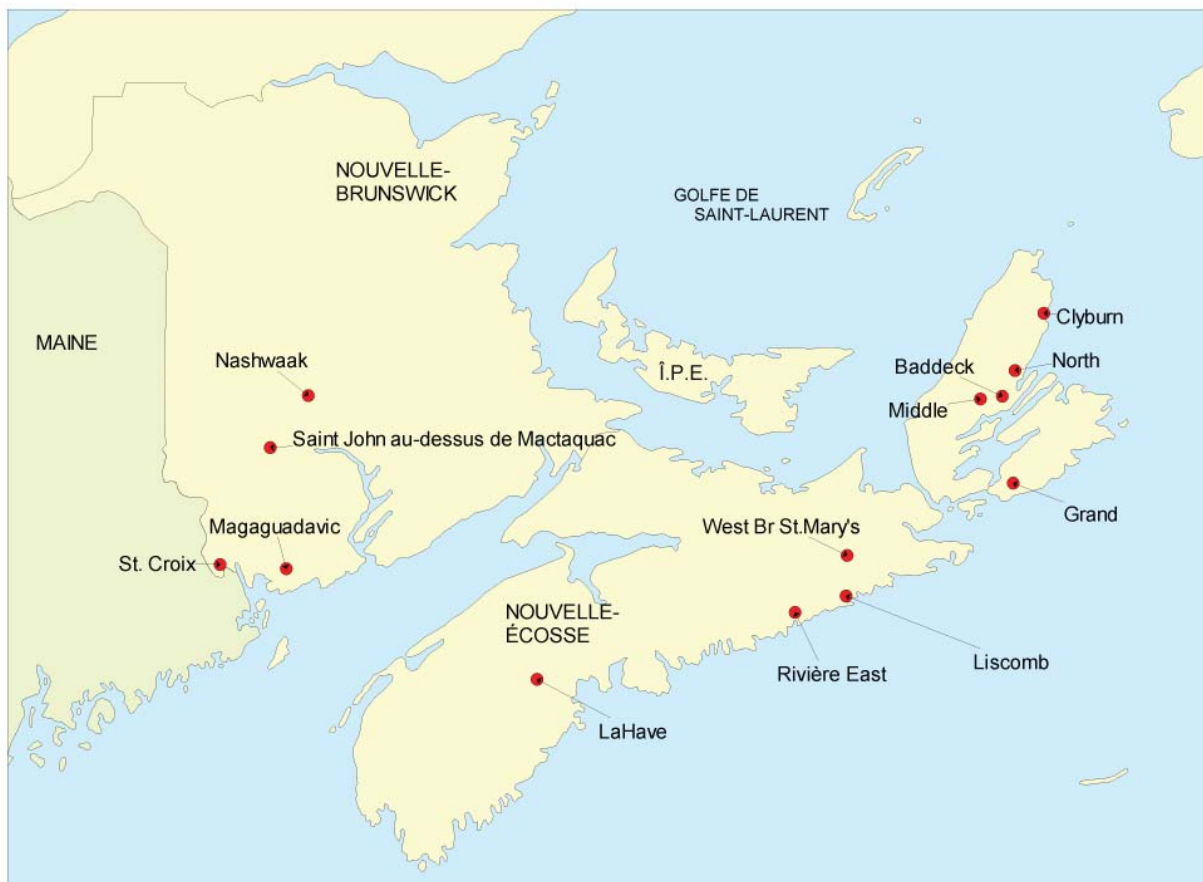 NOUVELLE-
BRUNSWICK
GOLFE DE
SAINT-LAURENT
MAINE
Clyburn
Nashwaak
Baddeck
North
Î.P.E.
Middle
Saint John au-dessus de Mactaquac
Grand
Magaguadavic
West Br St.Mary's
St. Croix
NOUVELLE-
ÉCOSSE
Liscomb
Rivière East
LaHave